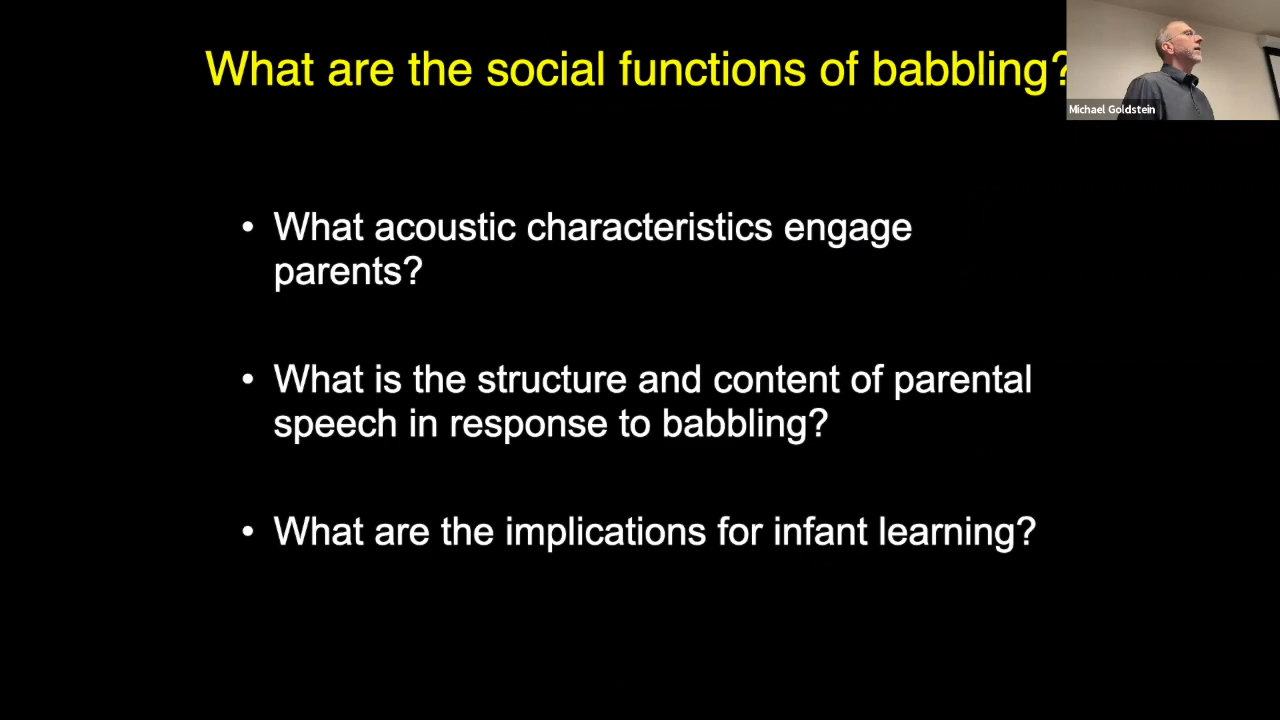 What are the social functions of babbling?
Michael Goldstein
• What acoustic characteristics engage
parents?
• What is the structure and content of parental
speech in response to babbling?
• What are the implications for infant learning?